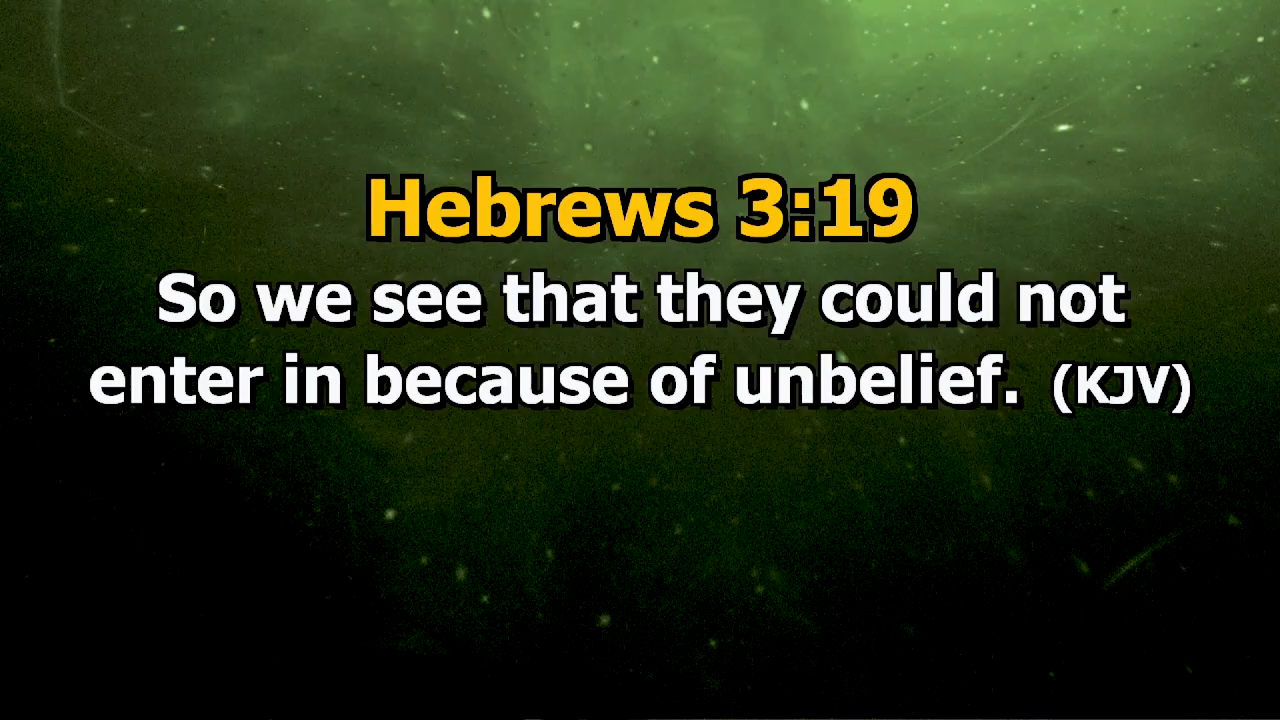 Hebrews 3:19
So we see that they could not
enter in because of unbelief. (KJV)